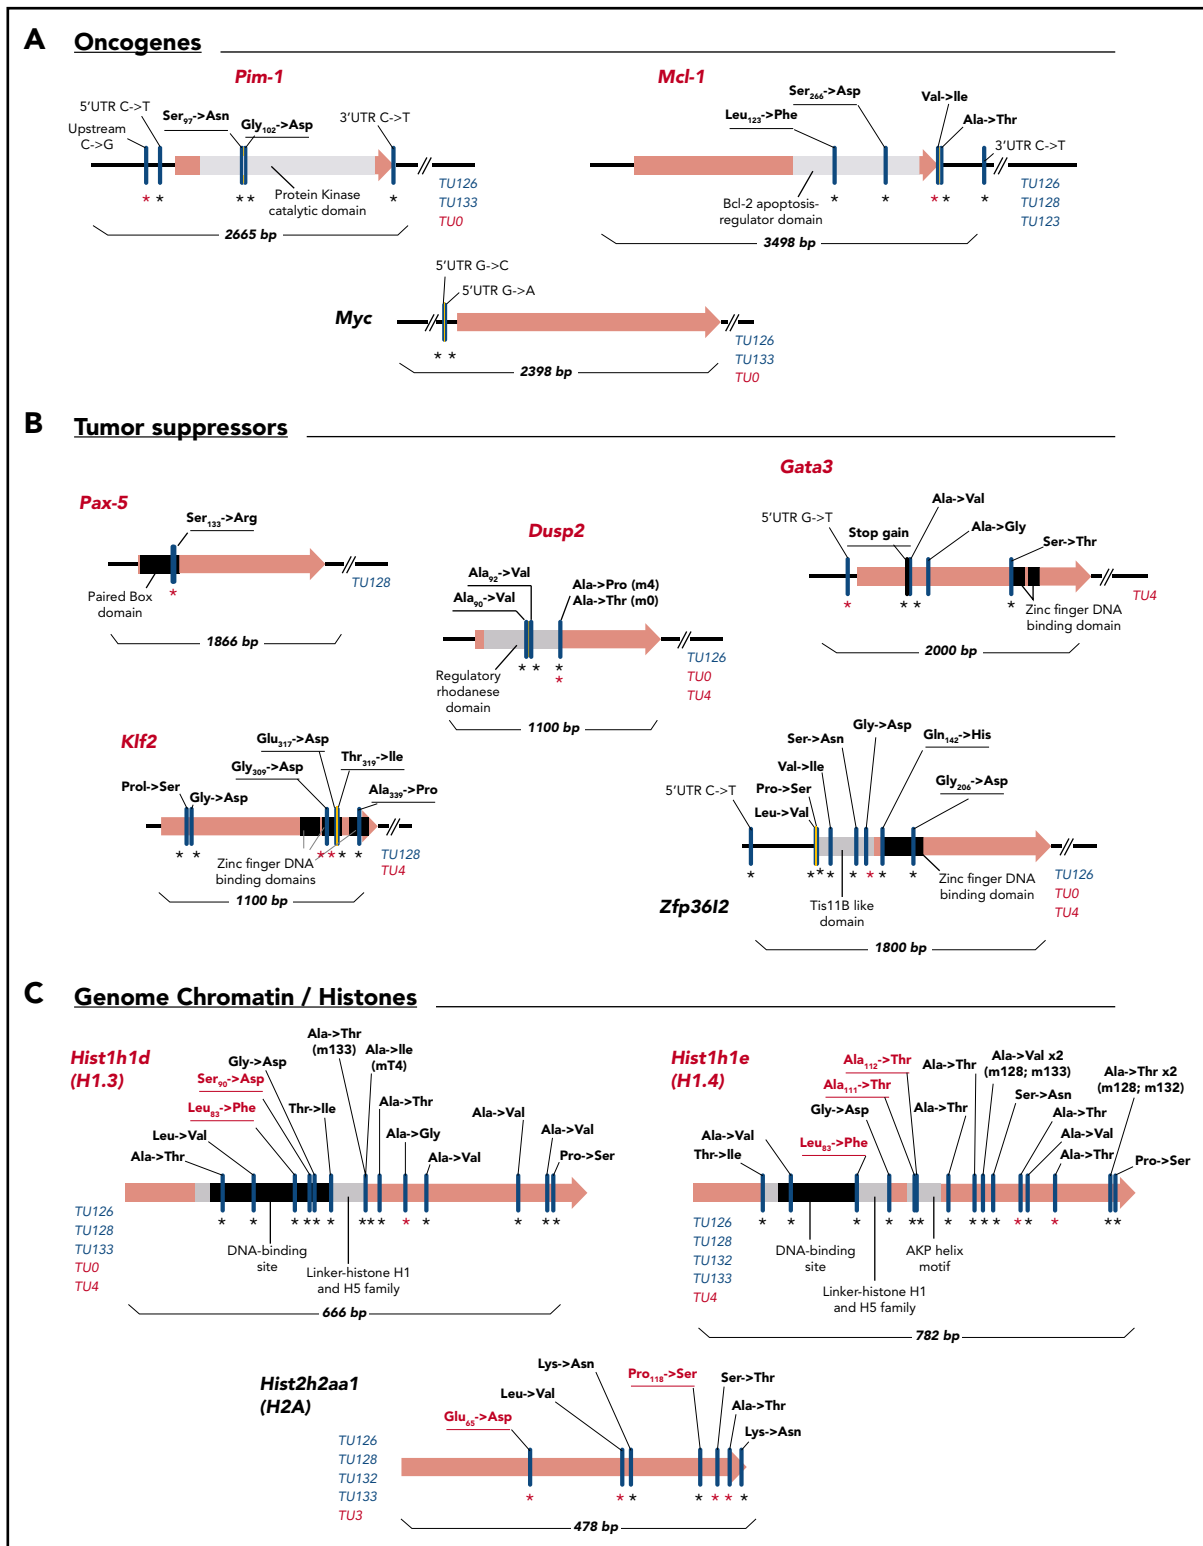 A Oncogenes
Pim-1
5'UTR C->T
Upstream
C->G
Ser97->Asn
Gly102->Asp
3'UTR C->T
Protein Kinase
catalytic domain
* * * * *
TU126
TU133
TU0
2665 bp
Mcl-1
Ser266->Asp
Leu123->Phe
Val->Ile
Ala->Thr
3'UTR C->T
Bcl-2 apoptosis-
regulator domain
* * * * *
TU126
TU128
TU123
3498 bp
5'UTR G->C
5'UTR G->A
Myc
* *
TU126
TU133
TU0
2398 bp
B Tumor suppressors
Pax-5
Ser133->Arg
Paired Box
domain
*
TU128
1866 bp
Dusp2
Ala92->Val
Ala90->Val
Ala->Pro (m4)
Ala->Thr (m0)
* * *
*
Regulatory
rhodanese
domain
TU126
TU0
TU4
1100 bp
Gata3
5'UTR G->T
Stop gain
Ala->Val
Ala->Gly
Ser->Thr
* * * *
Zinc finger DNA
binding domain
TU4
2000 bp
Klf2
Prol->Ser
Gly->Asp
Glu317->Asp
Gly309->Asp
Thr319->Ile
Ala339->Pro
* * * * * * *
Zinc finger DNA
binding domains
TU128
TU4
1100 bp
Zfp36l2
5'UTR C->T
Leu->Val
Pro->Ser
Val->Ile
Ser->Asn
Gly->Asp
Gln142->His
Gly206->Asp
* * * * * * * *
Tis11B like
domain
Zinc finger DNA
binding domain
TU126
TU0
TU4
1800 bp
C Genome Chromatin / Histones
Hist1h1d
(H1.3)
Ala->Thr
Leu->Val
Leu83->Phe
Ser90->Asp
Gly->Asp
Thr->Ile
Ala->Thr
(m133)
Ala->Ile
(mT4)
Ala->Thr
Ala->Gly
Ala->Val
Ala->Val
Ala->Val
Pro->Ser
* * * * * * * * * * * * * *
TU126
TU128
TU133
TU0
TU4
DNA-binding
site
Linker-histone H1
and H5 family
666 bp
Hist1h1e
(H1.4)
Thr->Ile
Ala->Val
Leu83->Phe
Gly->Asp
Ala111->Thr
Ala112->Thr
Ala->Thr
Ala->Thr
Ala->Val x2
(m128; m133)
Ser->Asn
Ala->Thr
Ala->Val
Ala->Thr
Ala->Thr x2
(m128; m132)
Pro->Ser
* * * * * * * * * * * * * * *
TU126
TU128
TU132
TU133
TU4
DNA-binding
site
AKP helix
motif
Linker-histone H1
and H5 family
782 bp
Hist2h2aa1
(H2A)
Glu65->Asp
Leu->Val
Lys->Asn
Pro118->Ser
Ser->Thr
Ala->Thr
Lys->Asn
* * * * * * *
TU126
TU128
TU132
TU133
TU3
478 bp